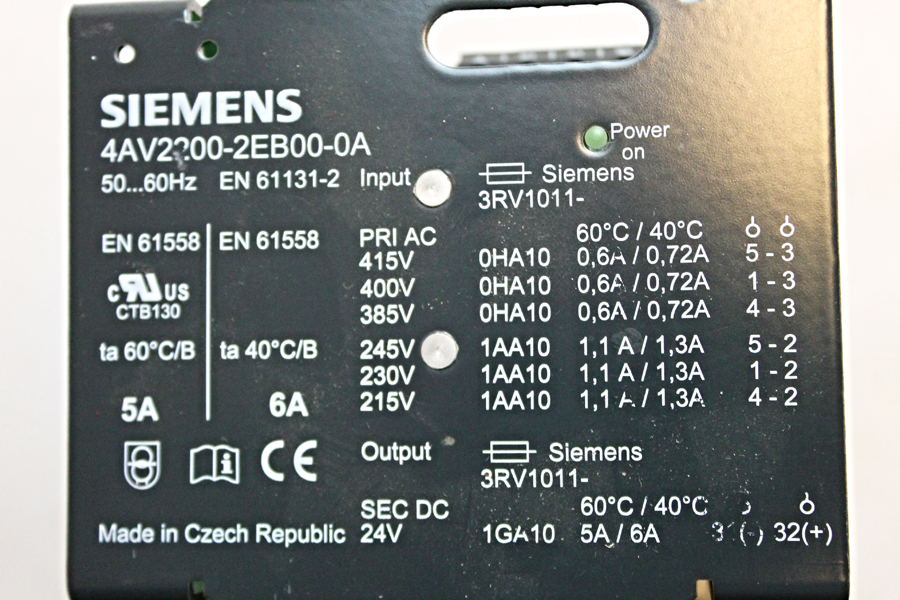 SIEMENS
4AV2200-2EB00-0A
Power on
50...60Hz EN 61131-2 Input Siemens
3RV1011-
EN 61558 EN 61558 PRI AC 60°C / 40°C
415V 0HA10 0,6A / 0,72A 5 - 3
c RU US 400V 0HA10 0,6A / 0,72A 1 - 3
CTB130 385V 0HA10 0,6A / 0,72A 4 - 3
ta 60°C/B ta 40°C/B 245V 1AA10 1,1 A / 1,3A 5 - 2
230V 1AA10 1,1 A / 1,3A 1 - 2
5A 6A 215V 1AA10 1,1 A / 1,3A 4 - 2
CE Output Siemens
3RV1011-
SEC DC 60°C / 40°C
Made in Czech Republic 24V 1GA10 5A / 6A 31(-) 32(+)